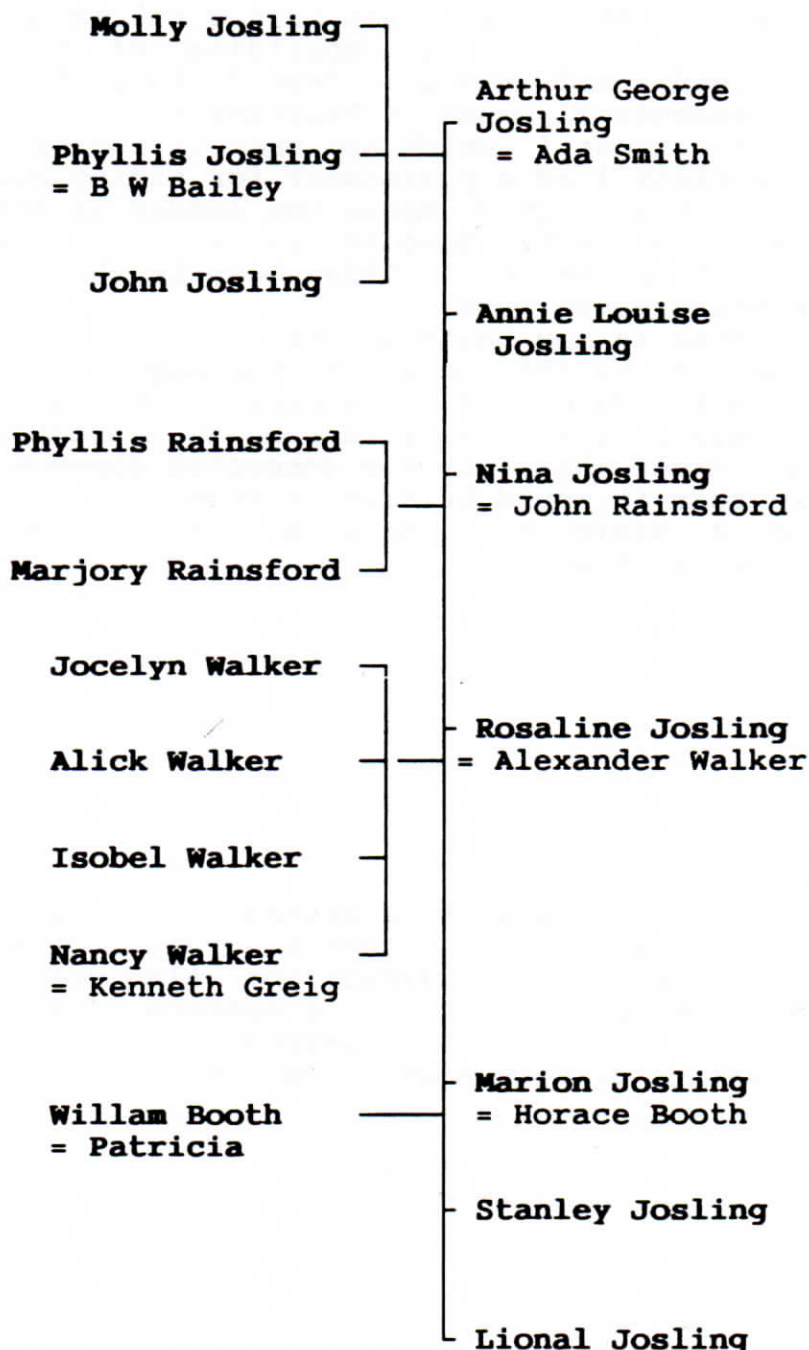 Molly Josling
Arthur George
Josling
= Ada Smith
Phyllis Josling
= B W Bailey
John Josling
Annie Louise
Josling
Phyllis Rainsford
Nina Josling
= John Rainsford
Marjory Rainsford
Jocelyn Walker
Rosaline Josling
= Alexander Walker
Alick Walker
Isobel Walker
Nancy Walker
= Kenneth Greig
Marion Josling
= Horace Booth
Willam Booth
= Patricia
Stanley Josling
Lional Josling